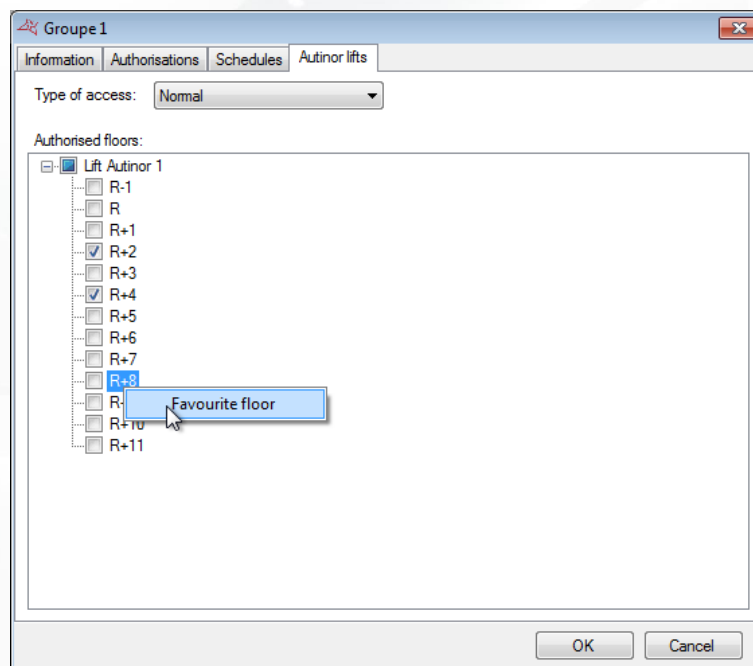 Groupe 1
Information Authorisations Schedules Autinor lifts
Type of access: Normal
Authorised floors:
Lift Autinor 1
R-1
R
R+1
R+2
R+3
R+4
R+5
R+6
R+7
R+8
Favourite floor
R+10
R+11
OK Cancel